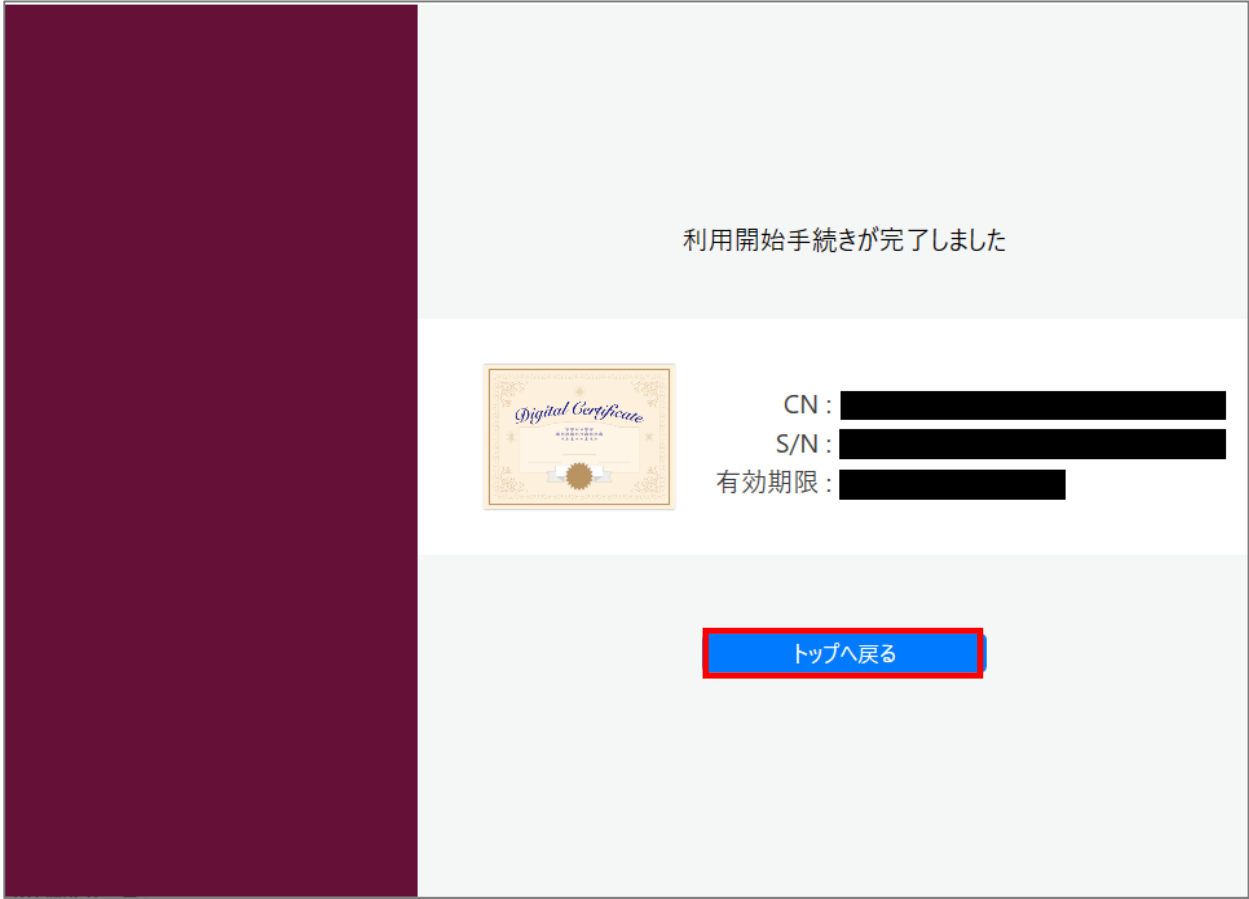 利用開始手続きが完了しました
Digital Certificate
CN :
S/N :
有効期限 :
トップへ戻る